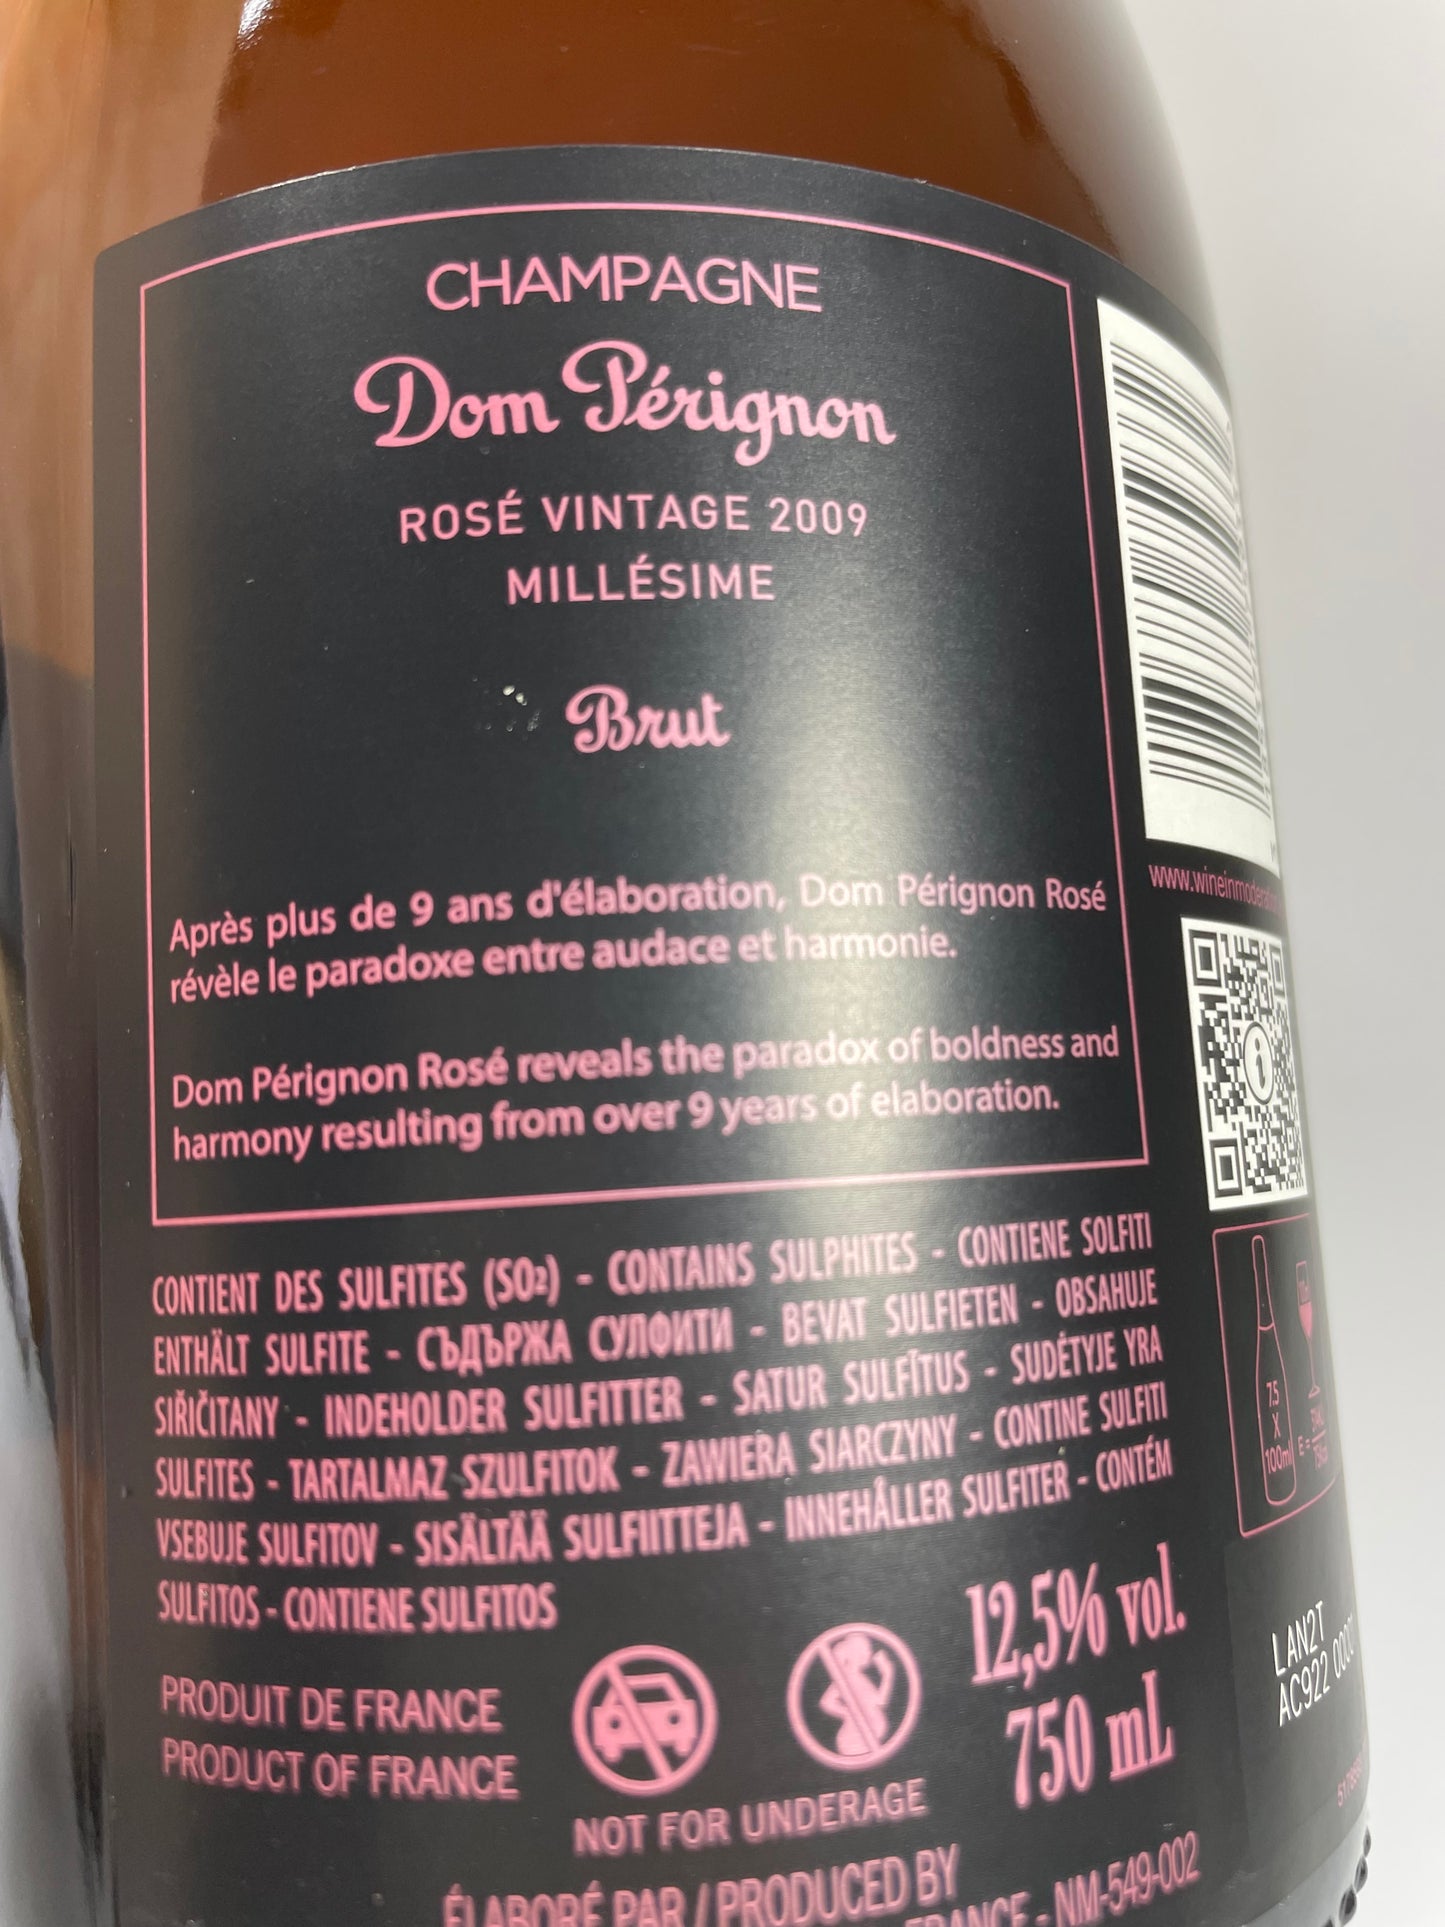 CHAMPAGNE
Dom Pérignon
ROSÉ VINTAGE 2009
MILLÉSIME
Brut
Après plus de 9 ans d'élaboration, Dom Pérignon Rosé
révèle le paradoxe entre audace et harmonie.
Dom Pérignon Rosé reveals the paradox of boldness and
harmony resulting from over 9 years of elaboration.
CONTIENT DES SULFITES (SO2) - CONTAINS SULPHITES - CONTIENE SOLFITI
ENTHÄLT SULFITE - СЪДЪРЖА СУЛФИТИ - BEVAT SULFIETEN - OBSAHUJE
SIŘIČITANY - INDEHOLDER SULFITTER - SATUR SULFĪTUS - SUDĖTYJE YRA
SULFITES - TARTALMAZ SZULFITOK - ZAWIERA SIARCZYNY - CONTINE SULFITI
VSEBUJE SULFITOV - SISÄLTÄÄ SULFIITTEJA - INNEHÅLLER SULFITER - CONTÉM
SULFITOS - CONTIENE SULFITOS
PRODUIT DE FRANCE
PRODUCT OF FRANCE
NOT FOR UNDERAGE
12,5% vol.
750 mL
ÉLABORÉ PAR / PRODUCED BY
FRANCE - NM-549-002
i
7.5
X
100ml
E =
LAN2T
AC922